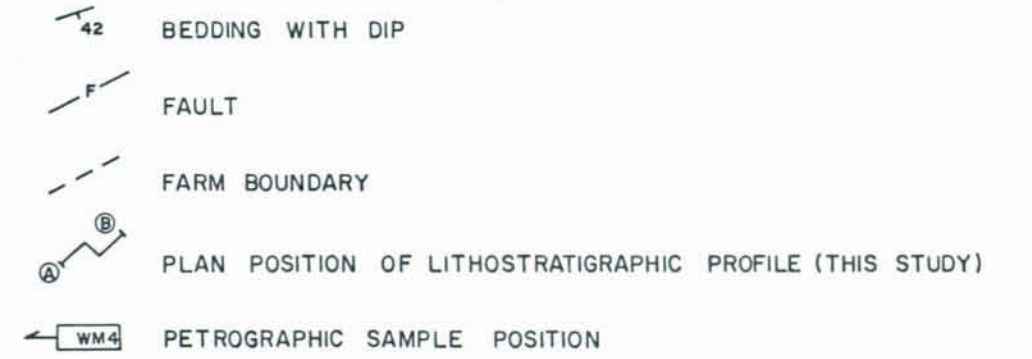 42 BEDDING WITH DIP
F FAULT
FARM BOUNDARY
B
A PLAN POSITION OF LITHOSTRATIGRAPHIC PROFILE (THIS STUDY)
WM4 PETROGRAPHIC SAMPLE POSITION